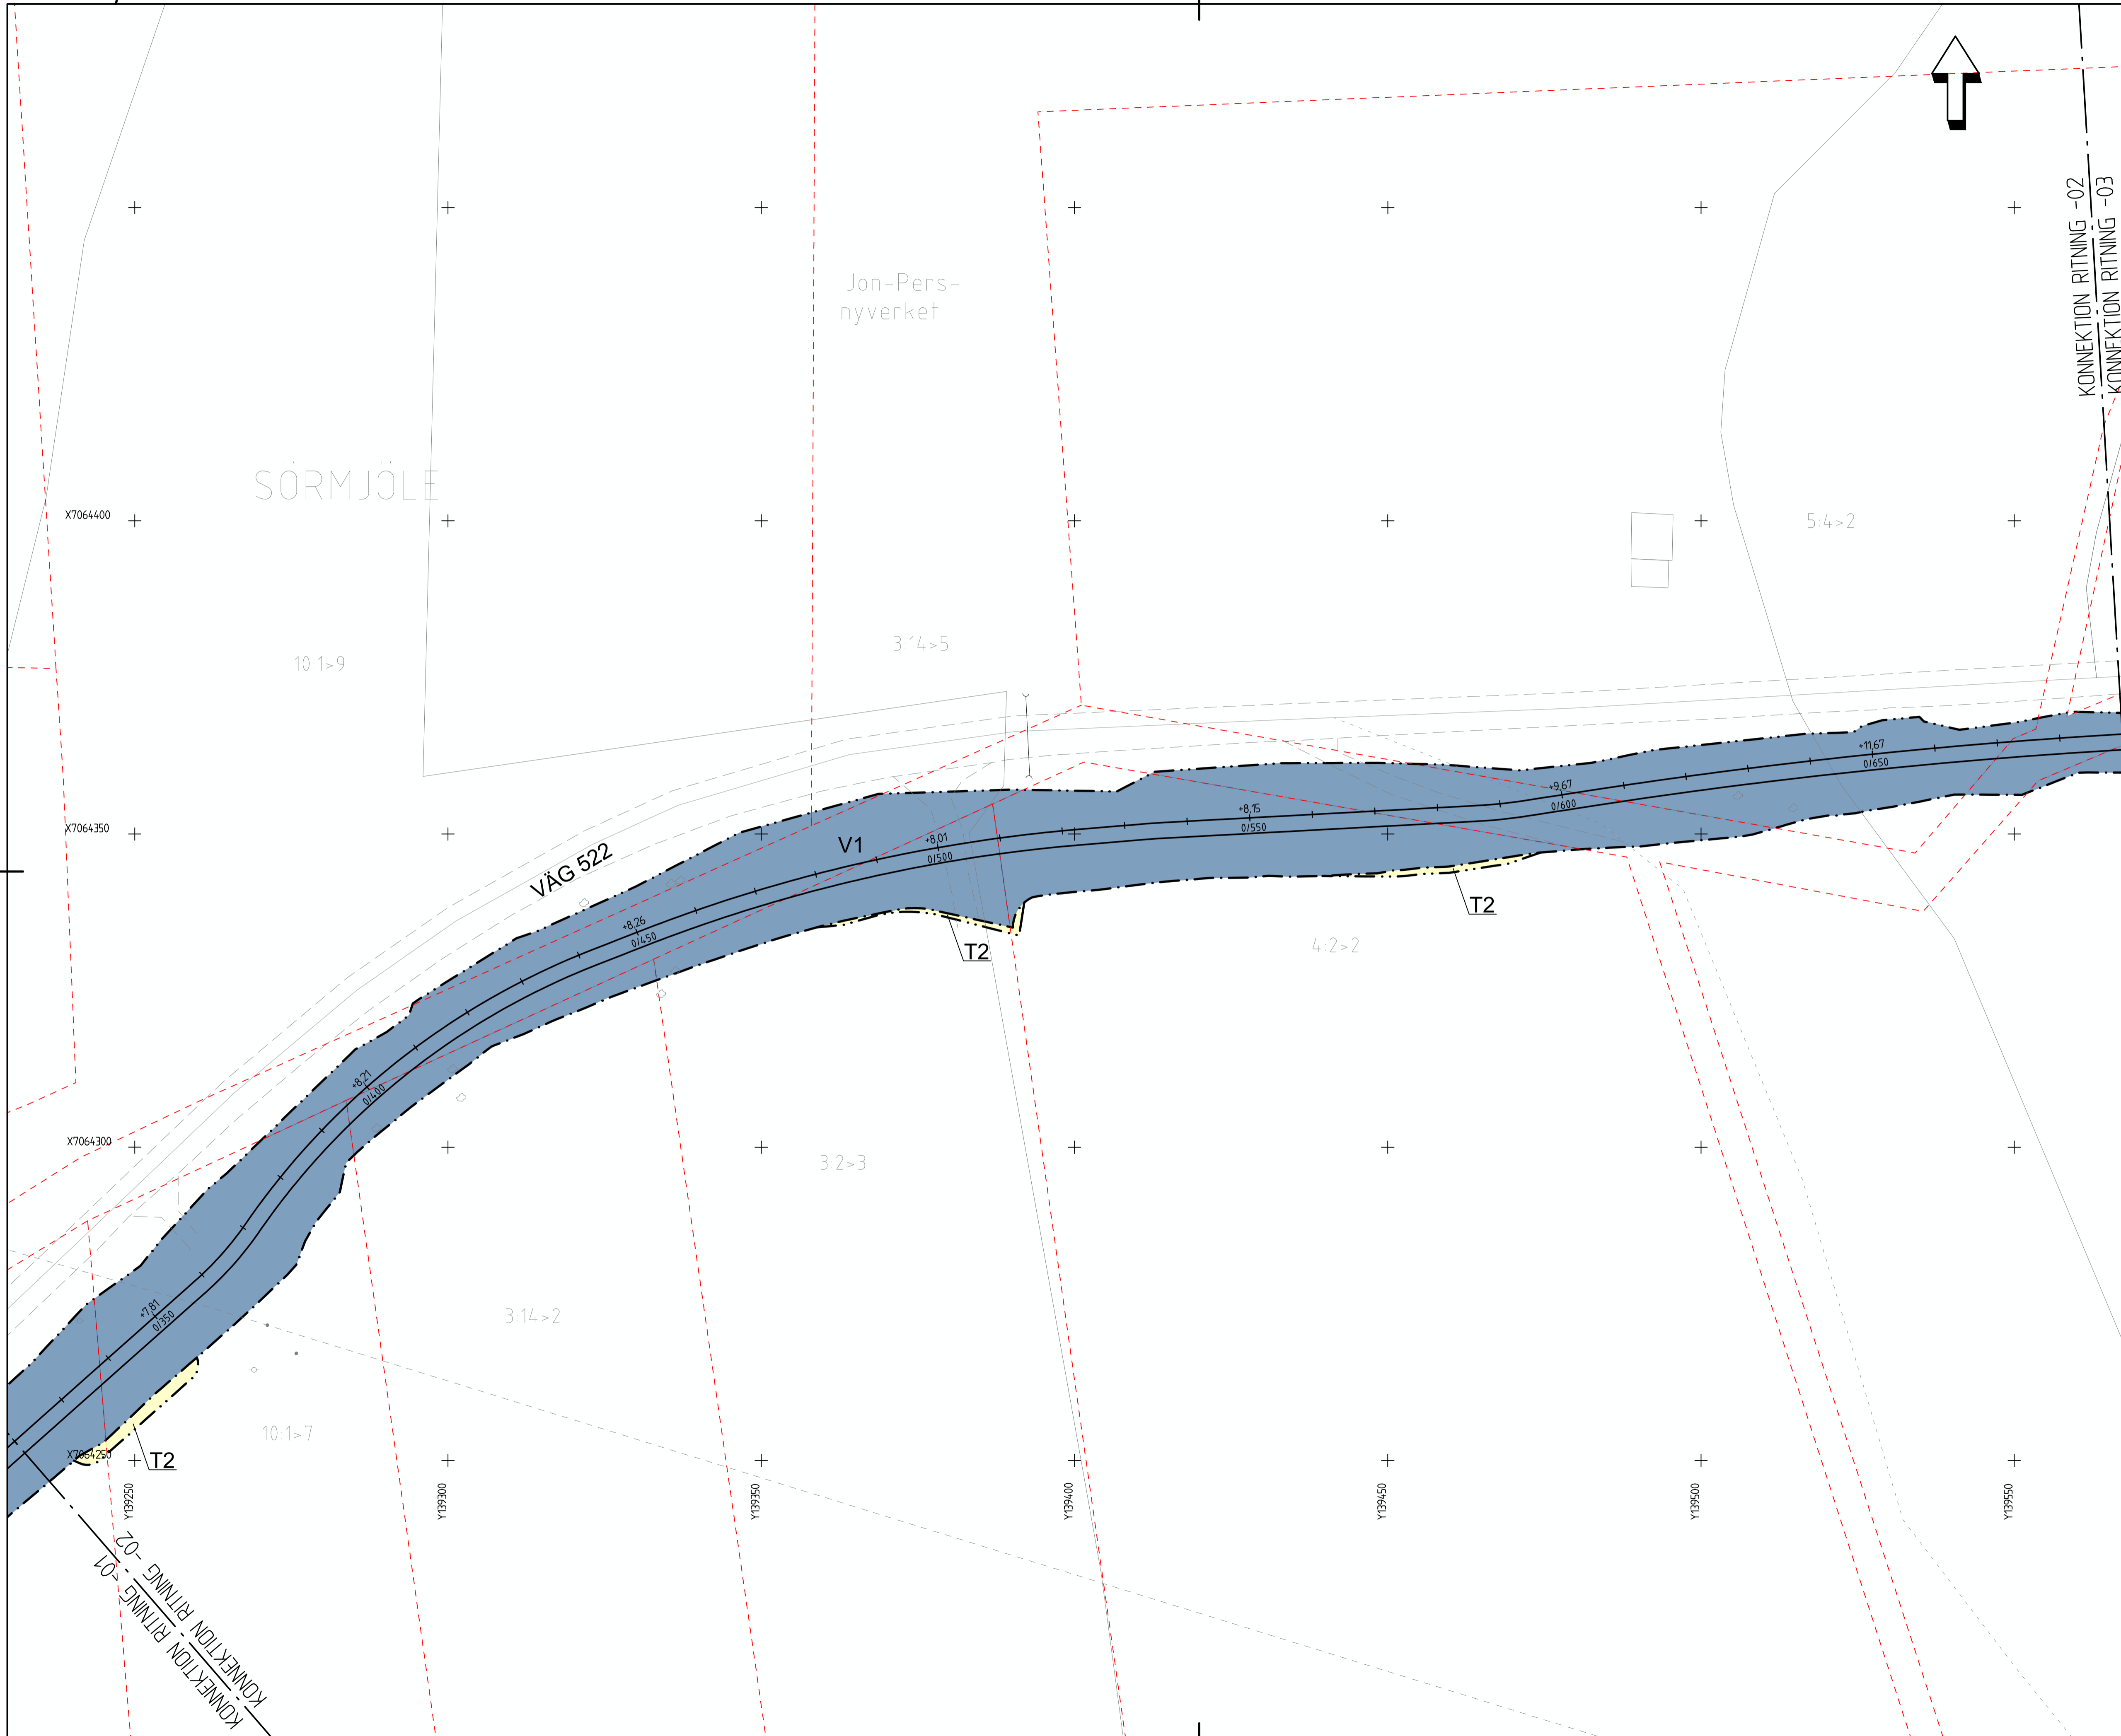 KONNEKTION RITNING -02
KONNEKTION RITNING -03
Jon-Pers-
nyverket
SÖRMJÖLE
X7064400
5:4>2
3:14>5
10:1>9
+11,67
0/650
+9,67
0/600
+8,15
0/550
X7064350
V1
+8,01
0/500
VÄG 522
T2
+8,26
0/450
T2
4:2>2
+8,21
0/400
X7064300
3:2>3
+7,81
0/350
3:14>2
10:1>7
X7064250
T2
Y139250
Y139300
Y139350
Y139400
Y139450
Y139500
Y139550
KONNEKTION RITNING -01
KONNEKTION RITNING -02